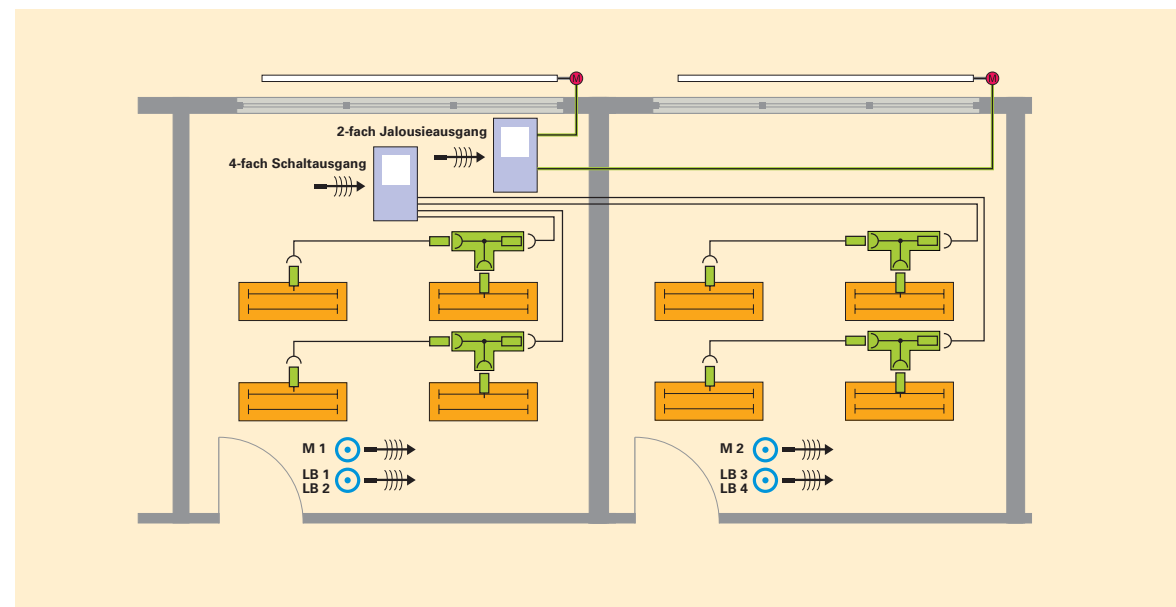 M
M
2-fach Jalousieausgang
4-fach Schaltausgang
M 1
LB 1
LB 2
M 2
LB 3
LB 4